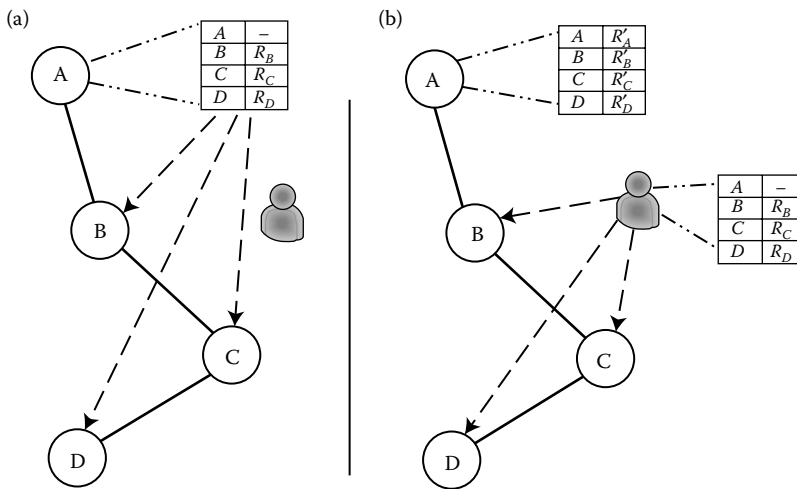 (a)
A –
B R_B
C R_C
D R_D
A
B
C
D
(b)
A R′_A
B R′_B
C R′_C
D R′_D
A
A –
B R_B
C R_C
D R_D
B
C
D